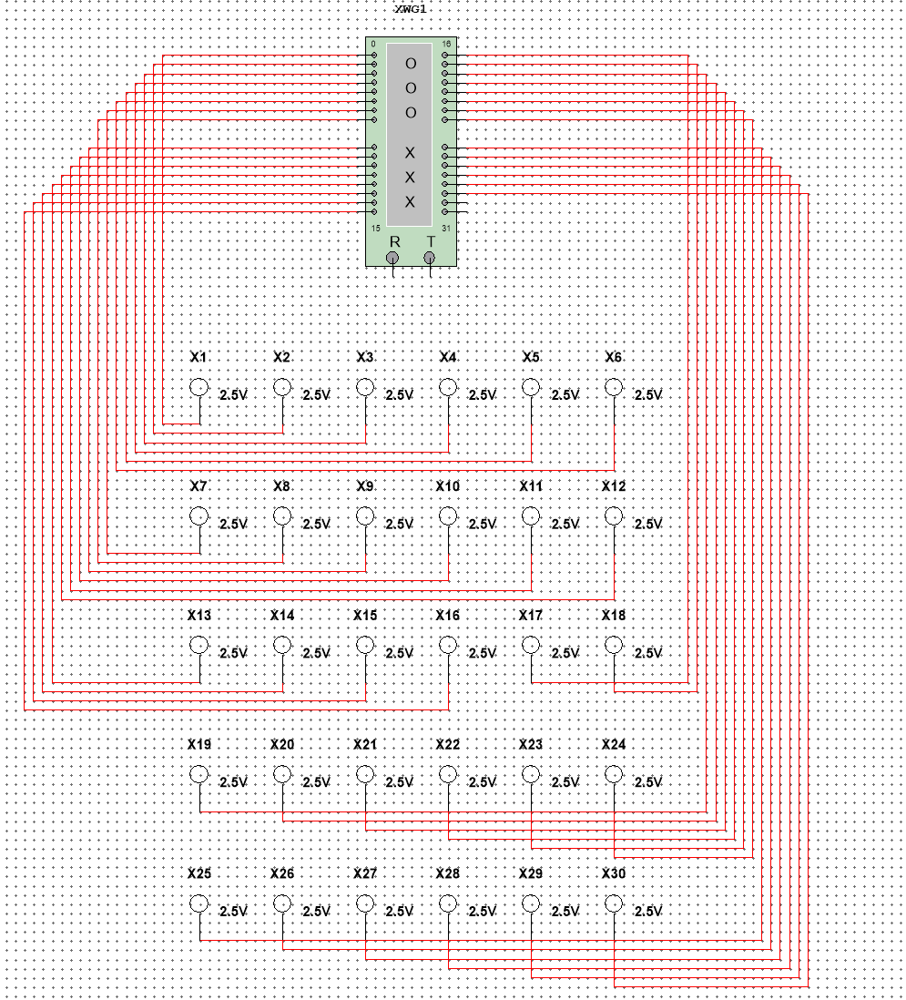 XWG1
0 16
O
O
O
X
X
X
15 31
R T
X1 X2 X3 X4 X5 X6
2.5V 2.5V 2.5V 2.5V 2.5V 2.5V
X7 X8 X9 X10 X11 X12
2.5V 2.5V 2.5V 2.5V 2.5V 2.5V
X13 X14 X15 X16 X17 X18
2.5V 2.5V 2.5V 2.5V 2.5V 2.5V
X19 X20 X21 X22 X23 X24
2.5V 2.5V 2.5V 2.5V 2.5V 2.5V
X25 X26 X27 X28 X29 X30
2.5V 2.5V 2.5V 2.5V 2.5V 2.5V